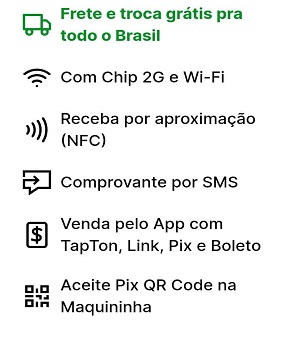 Frete e troca grátis pra
todo o Brasil
Com Chip 2G e Wi-Fi
Receba por aproximação
(NFC)
Comprovante por SMS
Venda pelo App com
TapTon, Link, Pix e Boleto
Aceite Pix QR Code na
Maquininha